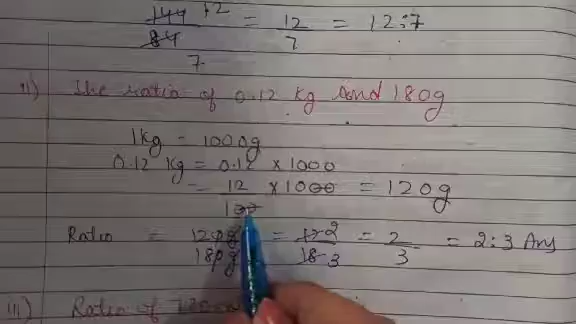 144 12 = 12 = 12:7
84 7
7
ii) The ratio of 0.12 Kg and 180g
1Kg = 1000g
0.12 Kg = 0.12 × 1000
= 12 × 1000 = 120g
100
Ratio = 120g = 12 2 = 2 = 2:3 Ans
180g 18 3 3
iii) Ratio of